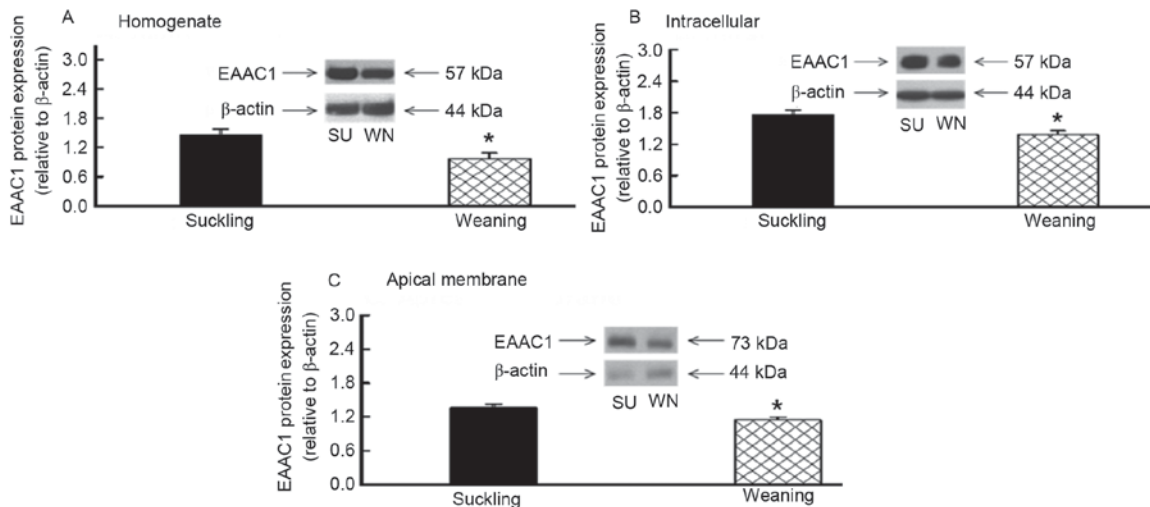 A Homogenate
EAAC1 protein expression
(relative to β-actin)
3.0
2.4
1.8
1.2
0.6
0.0
EAAC1 57 kDa
β-actin 44 kDa
SU WN
*
Suckling Weaning
B Intracellular
EAAC1 protein expression
(relative to β-actin)
3.0
2.4
1.8
1.2
0.6
0.0
EAAC1 57 kDa
β-actin 44 kDa
SU WN
*
Suckling Weaning
C Apical membrane
EAAC1 protein expression
(relative to β-actin)
3.0
2.4
1.8
1.2
0.6
0.0
EAAC1 73 kDa
β-actin 44 kDa
SU WN
*
Suckling Weaning